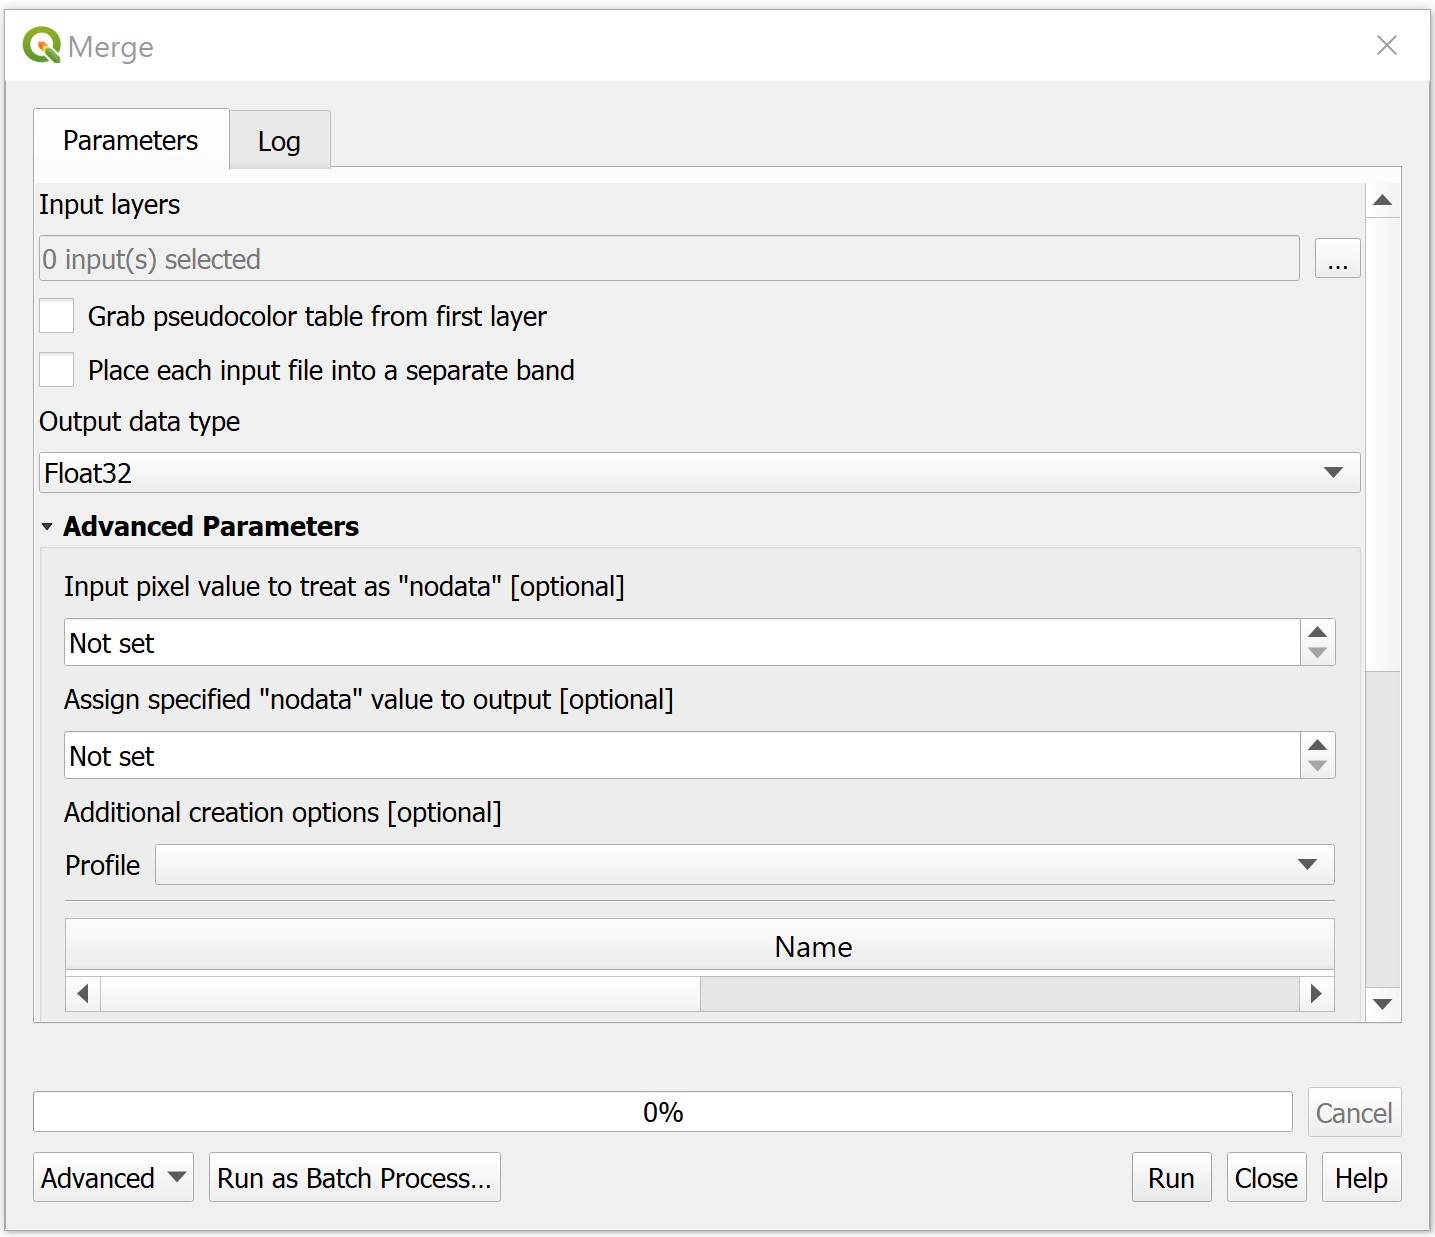 Merge
Parameters
Log
Input layers
0 input(s) selected
...
Grab pseudocolor table from first layer
Place each input file into a separate band
Output data type
Float32
Advanced Parameters
Input pixel value to treat as "nodata" [optional]
Not set
Assign specified "nodata" value to output [optional]
Not set
Additional creation options [optional]
Profile
Name
0%
Cancel
Advanced
Run as Batch Process...
Run
Close
Help